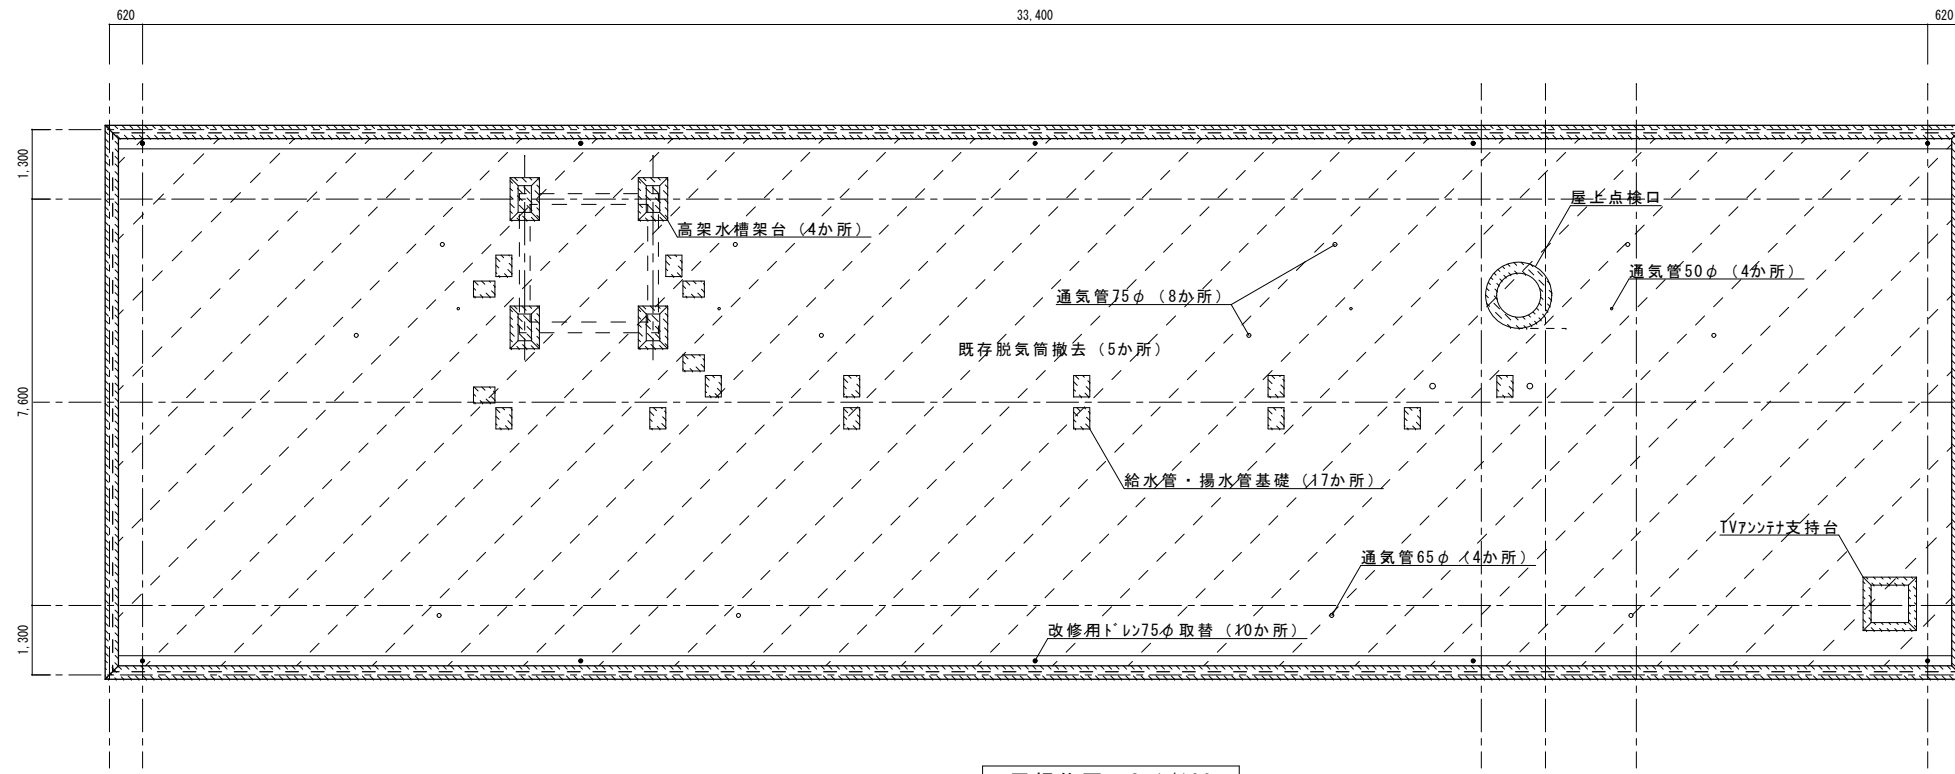 620
33,400
620
1,300
屋上点検口
高架水槽架台 (4か所)
通気管50φ (4か所)
通気管75φ (8か所)
既存脱気筒撤去 (5か所)
7,600
給水管・揚水管基礎 (17か所)
TVアンンテナ支持台
通気管65φ (4か所)
改修用ドレン75φ取替 (10か所)
1,300